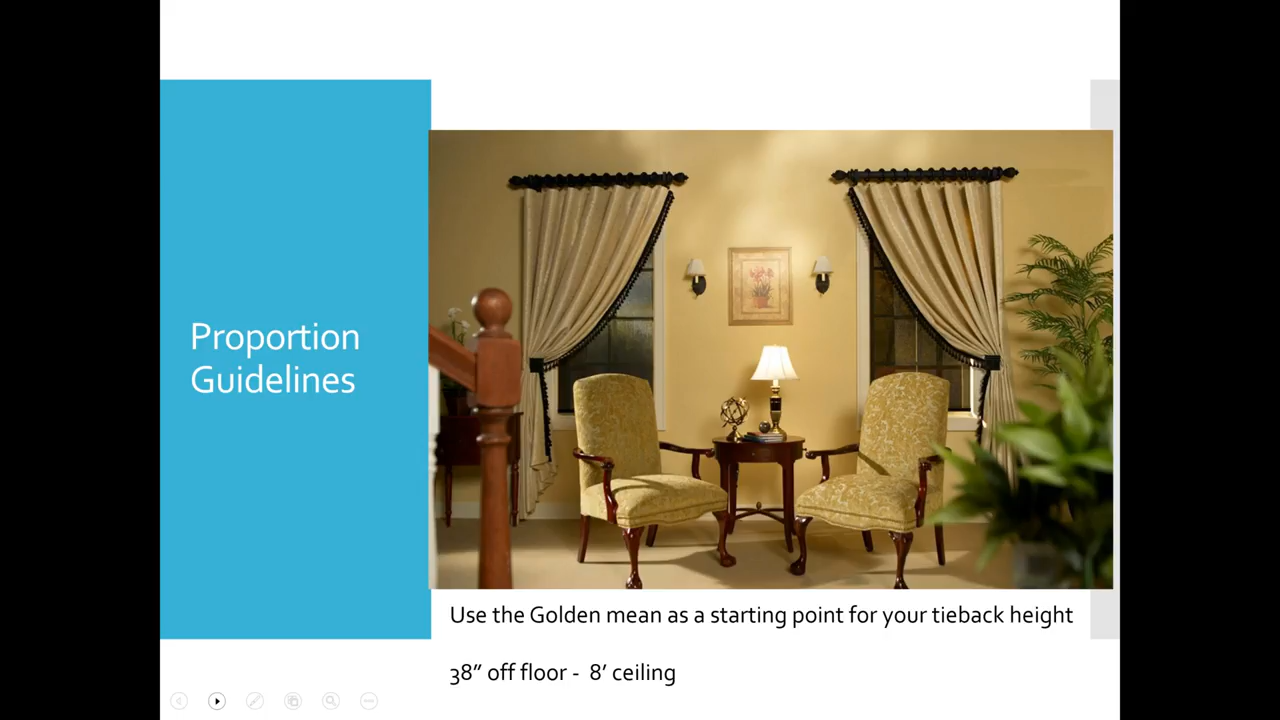 Proportion
Guidelines
Use the Golden mean as a starting point for your tieback height
38” off floor -  8’ ceiling